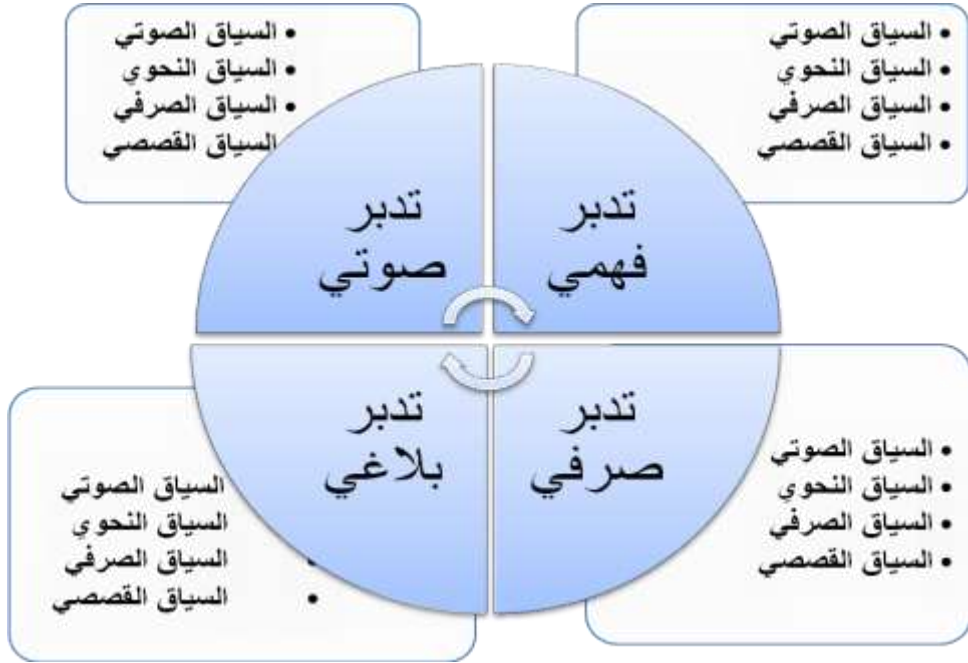 السياق الصوتي
السياق النحوي
السياق الصرفي
السياق القصصي
تدبر
فهمي
السياق الصوتي
السياق النحوي
السياق الصرفي
السياق القصصي
تدبر
صوتي
السياق الصوتي
السياق النحوي
السياق الصرفي
السياق القصصي
تدبر
صرفي
السياق الصوتي
السياق النحوي
السياق الصرفي
السياق القصصي
تدبر
بلاغي